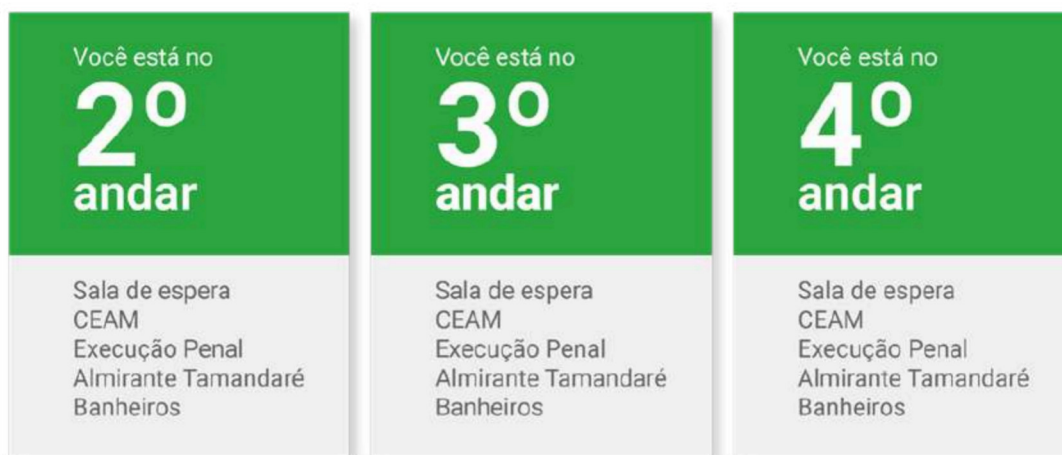 Você está no
2º
andar
Sala de espera
CEAM
Execução Penal
Almirante Tamandaré
Banheiros
Você está no
3º
andar
Sala de espera
CEAM
Execução Penal
Almirante Tamandaré
Banheiros
Você está no
4º
andar
Sala de espera
CEAM
Execução Penal
Almirante Tamandaré
Banheiros